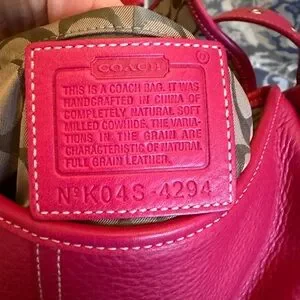 COACH
THIS IS A COACH BAG. IT WAS
HANDCRAFTED IN CHINA OF
COMPLETELY NATURAL SOFT
MILLED COWHIDE, THE VARIA-
TIONS IN THE GRAIN ARE
CHARACTERISTIC OF NATURAL
FULL GRAIN LEATHER.
Nº K04S-4294